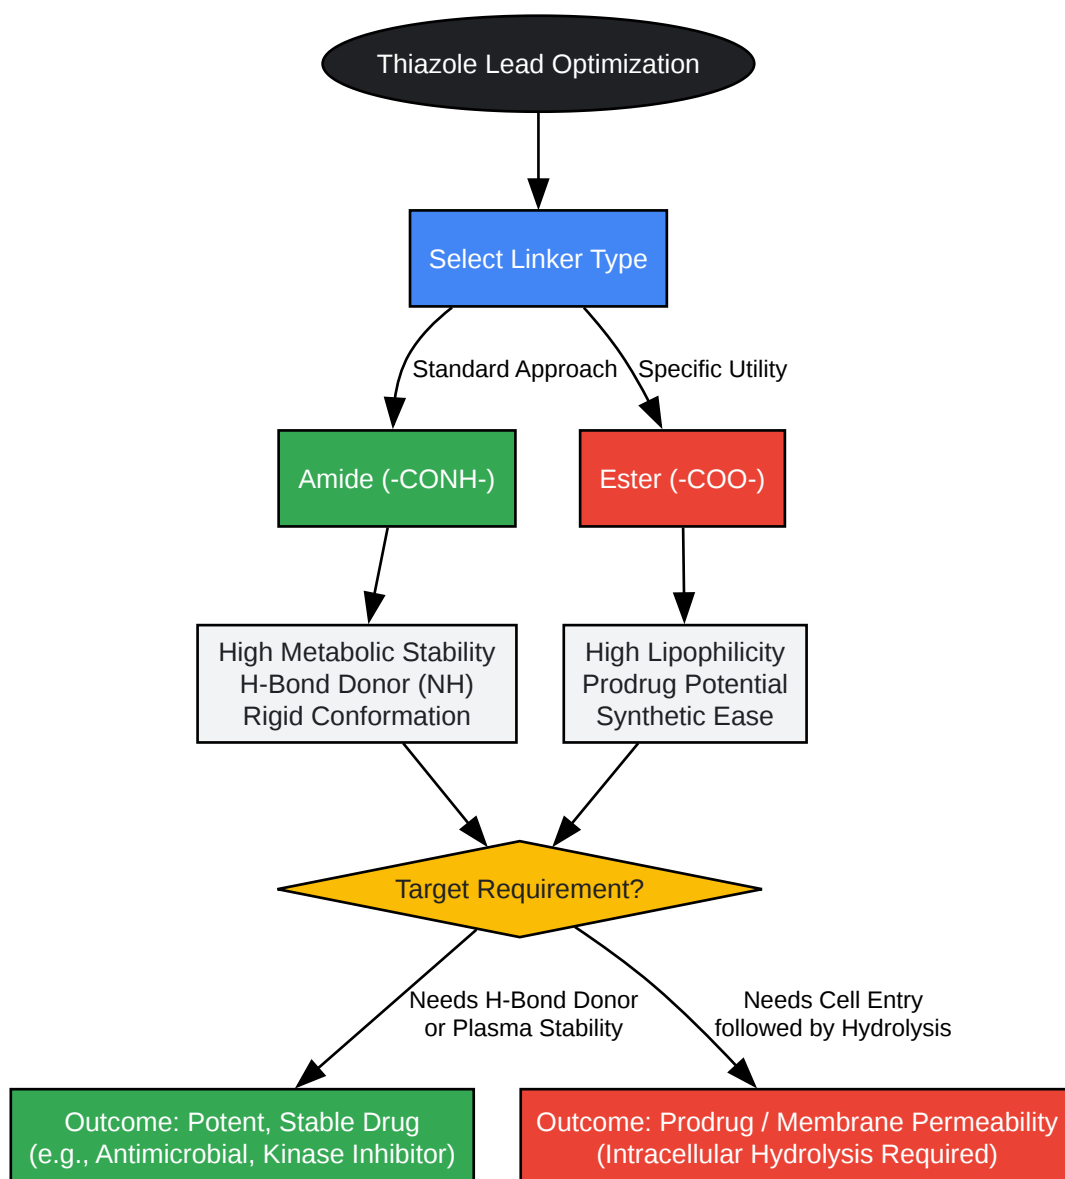 Thiazole Lead Optimization
Select Linker Type
Standard Approach
Specific Utility
Amide (-CONH-)
Ester (-COO-)
High Metabolic Stability
H-Bond Donor (NH)
Rigid Conformation
High Lipophilicity
Prodrug Potential
Synthetic Ease
Target Requirement?
Needs H-Bond Donor
or Plasma Stability
Needs Cell Entry
followed by Hydrolysis
Outcome: Potent, Stable Drug
(e.g., Antimicrobial, Kinase Inhibitor)
Outcome: Prodrug / Membrane Permeability
(Intracellular Hydrolysis Required)